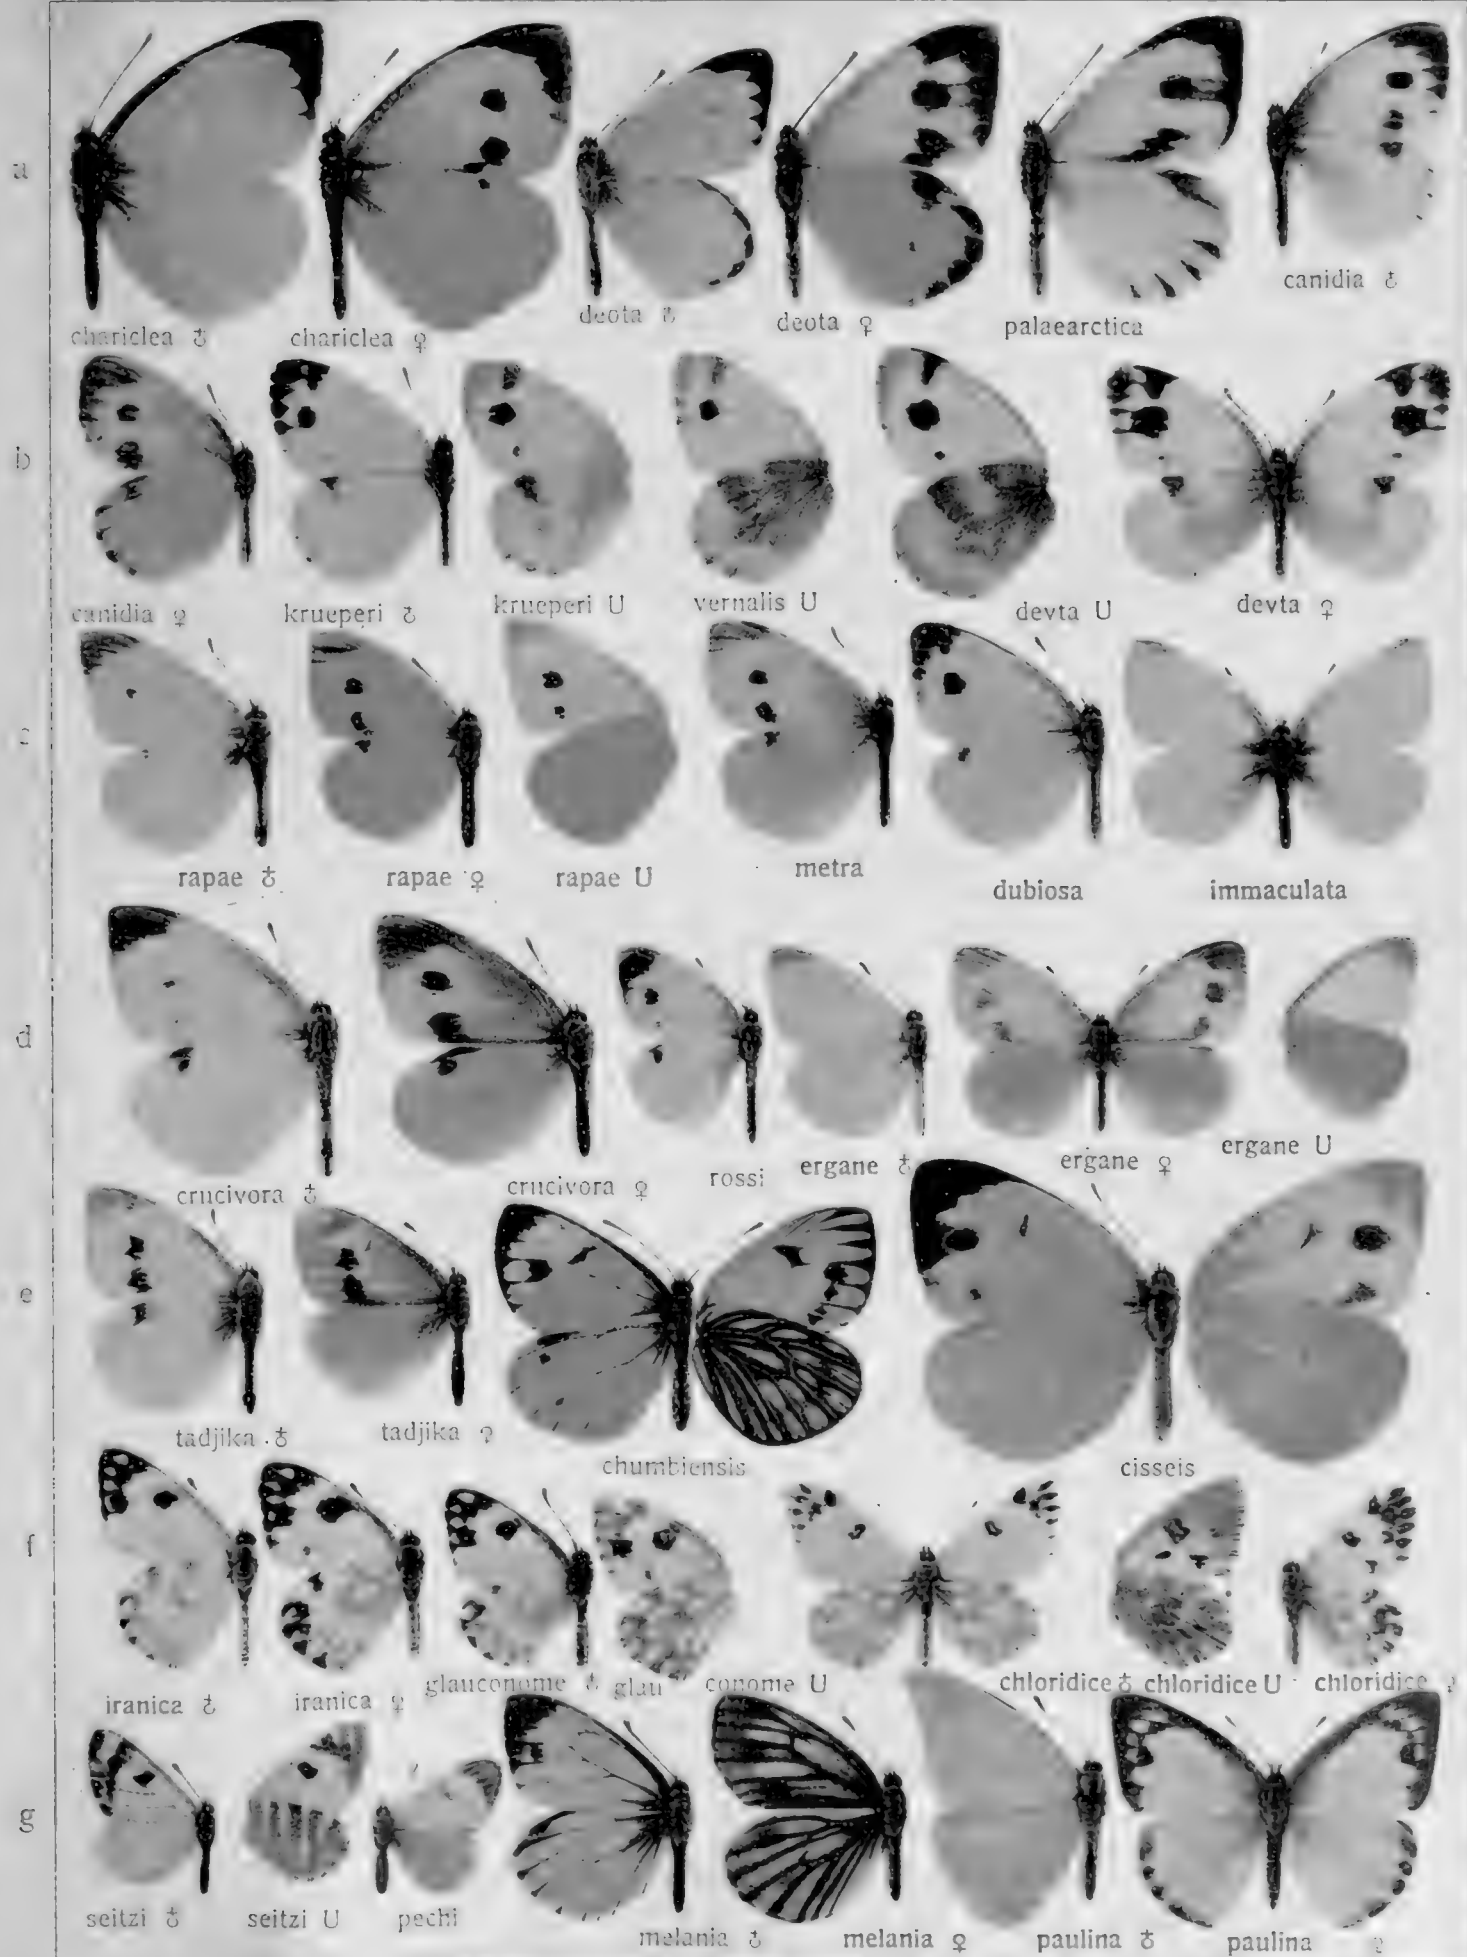 a
chariclea ♂ chariclea ♀ deota ♂ deota ♀ palaearctica canidia ♂
b
canidia ♀ krueperi ♂ krueperi U vernalis U devta U devta ♀
c
rapae ♂ rapae ♀ rapae U metra dubiosa immaculata
d
crucivora ♂ crucivora ♀ rossi ergane ♂ ergane ♀ ergane U
e
tadjika ♂ tadjika ♀ chumbiensis cisseis
f
iranica ♂ iranica ♀ glauconome ♂ glau conome U chloridice ♂ chloridice U chloridice
g
seitzi ♂ seitzi U pechi melania ♂ melania ♀ paulina ♂ paulina ♀